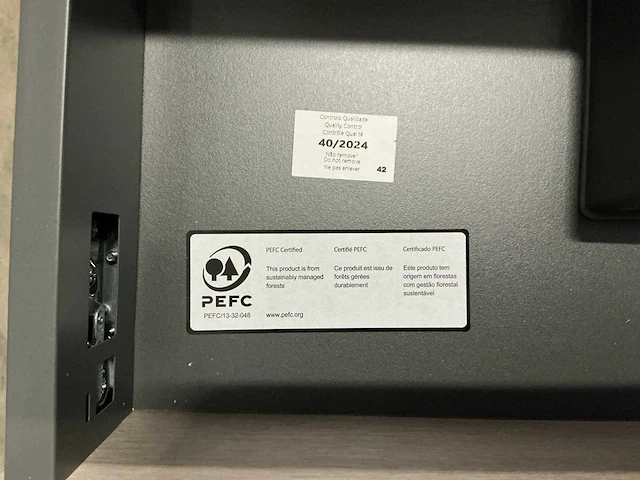 Controlo Qualidade
Quality Control
Contrôle Qualité
40/2024
Não remover
Do not remove
Ne pas enlever
42
PEFC
PEFC/13-32-048
PEFC Certified
This product is from
sustainably managed
forests
www.pefc.org
Certifié PEFC
Ce produit est issu de
forêts gérées
durablement
Certificado PEFC
Este produto tem
origem em florestas
com gestão florestal
sustentável